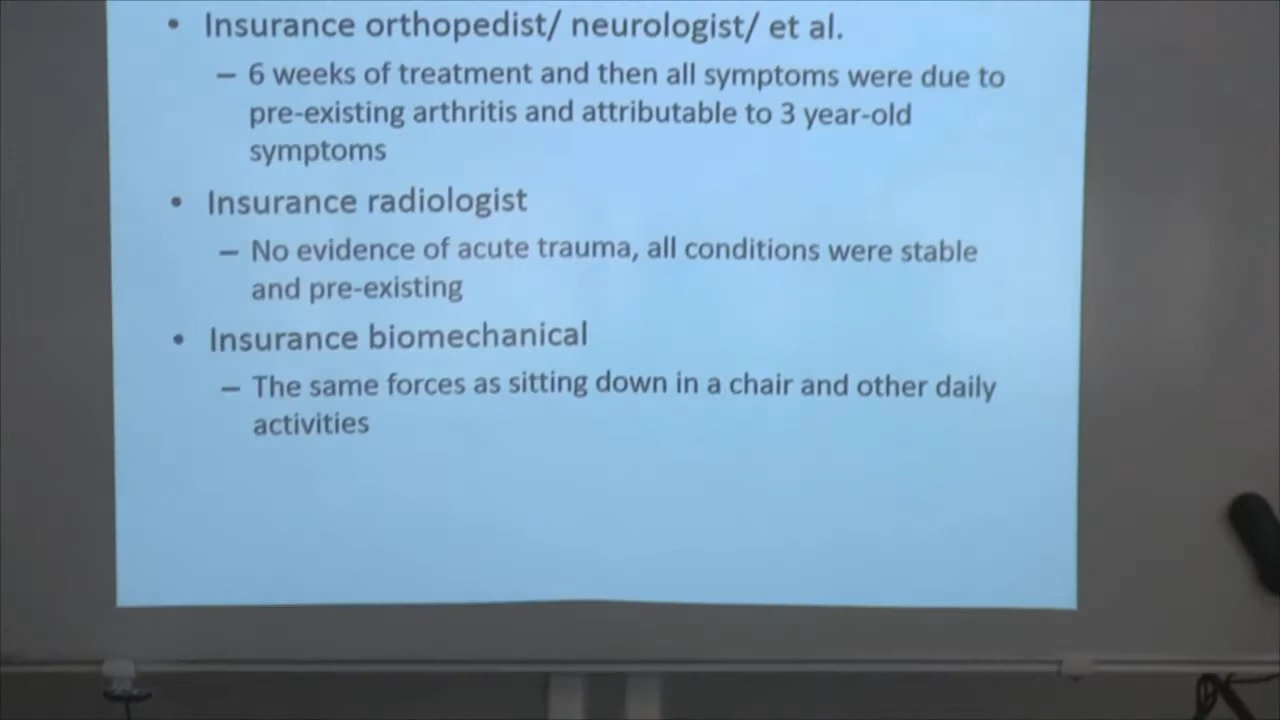 • Insurance orthopedist/ neurologist/ et al.
– 6 weeks of treatment and then all symptoms were due to
pre-existing arthritis and attributable to 3 year-old
symptoms
• Insurance radiologist
– No evidence of acute trauma, all conditions were stable
and pre-existing
• Insurance biomechanical
– The same forces as sitting down in a chair and other daily
activities